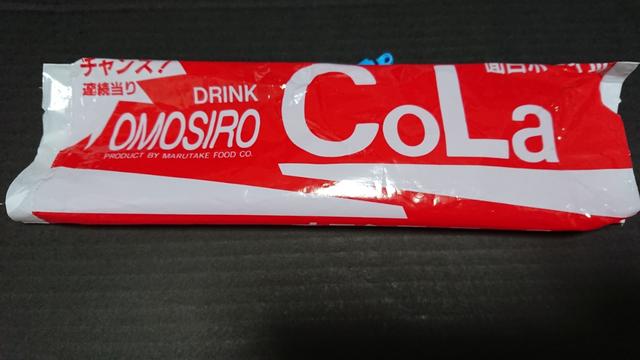 チャンス!
連続当り
DRINK
OMOSIRO
PRODUCT BY MARUTAKE FOOD CO.
CoLa